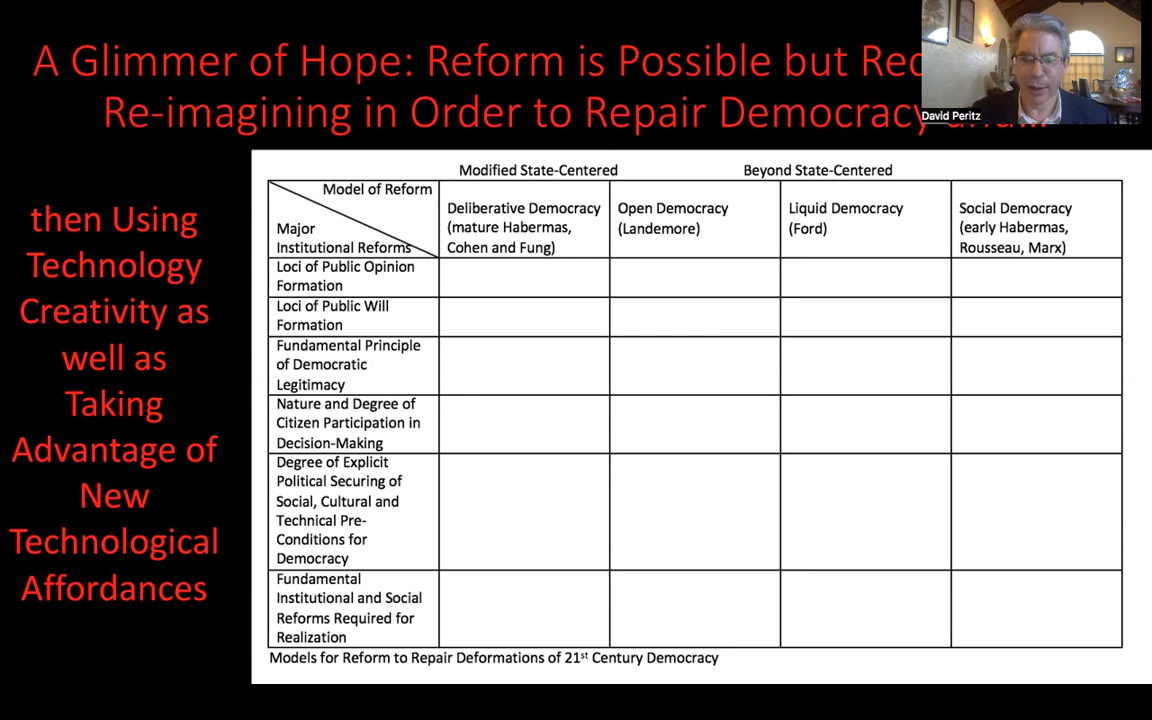 A Glimmer of Hope: Reform is Possible but
Re-imagining in Order to Repair Democracy
David Peritz
then Using
Technology
Creativity as
well as
Taking
Advantage of
New
Technological
Affordances
Modified State-Centered
Beyond State-Centered
Model of Reform
Major
Institutional Reforms
Deliberative Democracy
(mature Habermas,
Cohen and Fung)
Open Democracy
(Landemore)
Liquid Democracy
(Ford)
Social Democracy
(early Habermas,
Rousseau, Marx)
Loci of Public Opinion
Formation
Loci of Public Will
Formation
Fundamental Principle
of Democratic
Legitimacy
Nature and Degree of
Citizen Participation in
Decision-Making
Degree of Explicit
Political Securing of
Social, Cultural and
Technical Pre-
Conditions for
Democracy
Fundamental
Institutional and Social
Reforms Required for
Realization
Models for Reform to Repair Deformations of 21st Century Democracy